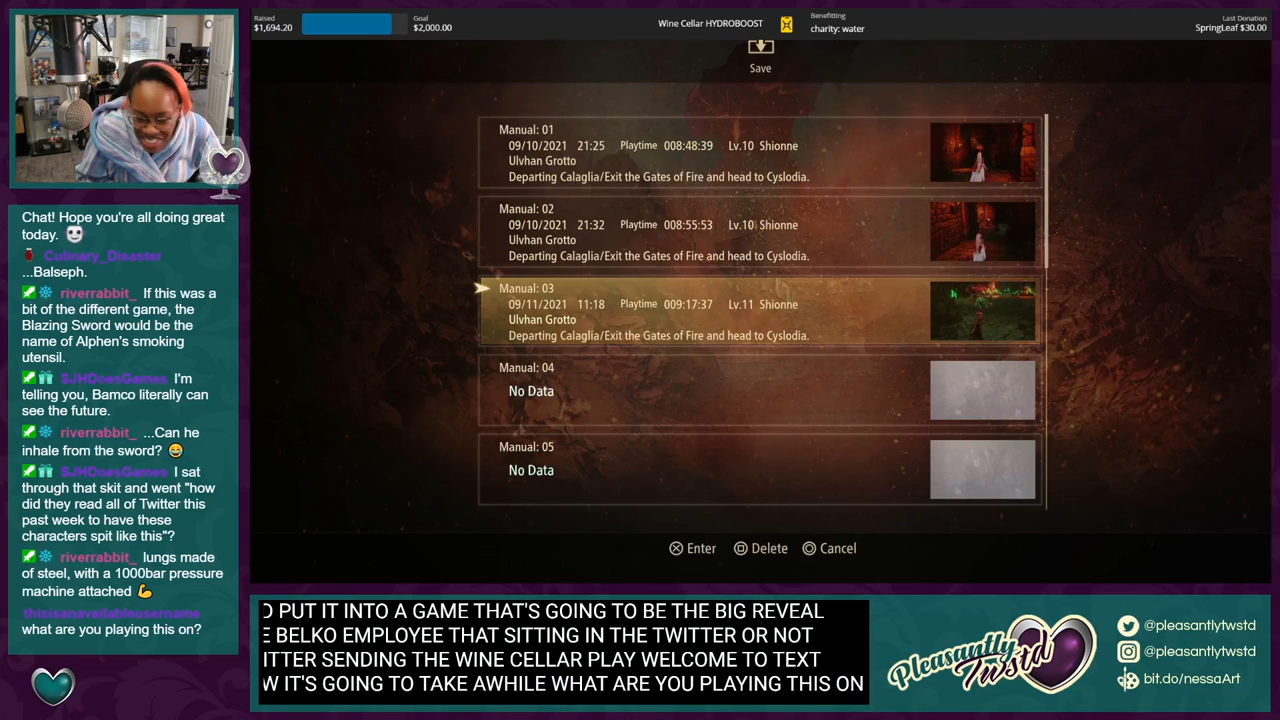 Raised
$1,694.20
Goal
$2,000.00
Wine Cellar HYDROBOOST
Benefitting
charity: water
Last Donation
SpringLeaf $30.00
Save
Manual: 01
09/10/2021 21:25 Playtime 008:48:39 Lv.10 Shionne
Ulvhan Grotto
Departing Calaglia/Exit the Gates of Fire and head to Cyslodia.
Manual: 02
09/10/2021 21:32 Playtime 008:55:53 Lv.10 Shionne
Ulvhan Grotto
Departing Calaglia/Exit the Gates of Fire and head to Cyslodia.
Manual: 03
09/11/2021 11:18 Playtime 009:17:37 Lv.11 Shionne
Ulvhan Grotto
Departing Calaglia/Exit the Gates of Fire and head to Cyslodia.
Manual: 04
No Data
Manual: 05
No Data
Enter Delete Cancel
Chat! Hope you're all doing great
today.
Culinary_Disaster
...Balseph.
riverrabbit_ If this was a
bit of the different game, the
Blazing Sword would be the
name of Alphen's smoking
utensil.
SJHDoesGames I'm
telling you, Bamco literally can
see the future.
riverrabbit_ ...Can he
inhale from the sword?
SJHDoesGames I sat
through that skit and went "how
did they read all of Twitter this
past week to have these
characters spit like this"?
riverrabbit_ lungs made
of steel, with a 1000bar pressure
machine attached
thisisanavailableusername
what are you playing this on?
PUT IT INTO A GAME THAT'S GOING TO BE THE BIG REVEAL
BELKO EMPLOYEE THAT SITTING IN THE TWITTER OR NOT
ITTER SENDING THE WINE CELLAR PLAY WELCOME TO TEXT
W IT'S GOING TO TAKE AWHILE WHAT ARE YOU PLAYING THIS ON
Pleasantly
Twstd
@pleasantlytwstd
@pleasantlytwstd
bit.do/nessaArt